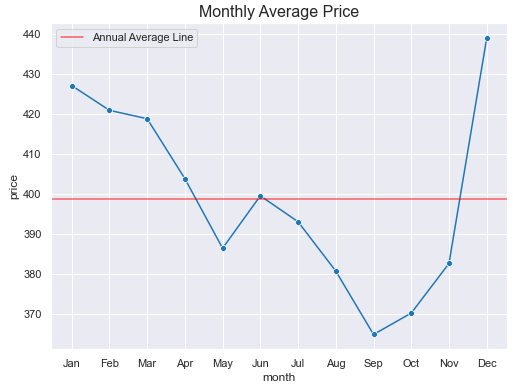 Monthly Average Price
Annual Average Line
440
430
420
410
400
390
380
370
price
Jan Feb Mar Apr May Jun Jul Aug Sep Oct Nov Dec
month